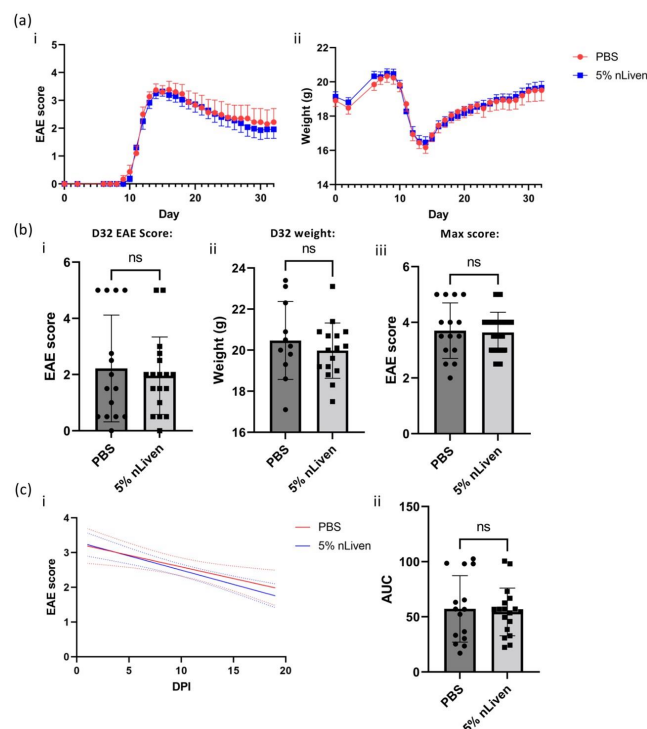 (a)
i
EAE score
5
4
3
2
1
0
0 10 20 30
Day
ii
Weight (g)
22
20
18
16
14
0 10 20 30
Day
PBS
5% nLiven
(b)
D32 EAE Score:
i
ns
EAE score
6
4
2
0
PBS
5% nLiven
D32 weight:
ii
ns
Weight (g)
24
22
20
18
16
PBS
5% nLiven
Max score:
iii
ns
EAE score
6
4
2
0
PBS
5% nLiven
(c)
i
EAE score
4
3
2
1
0
0 5 10 15 20
DPI
PBS
5% nLiven
ii
ns
AUC
150
100
50
0
PBS
5% nLiven